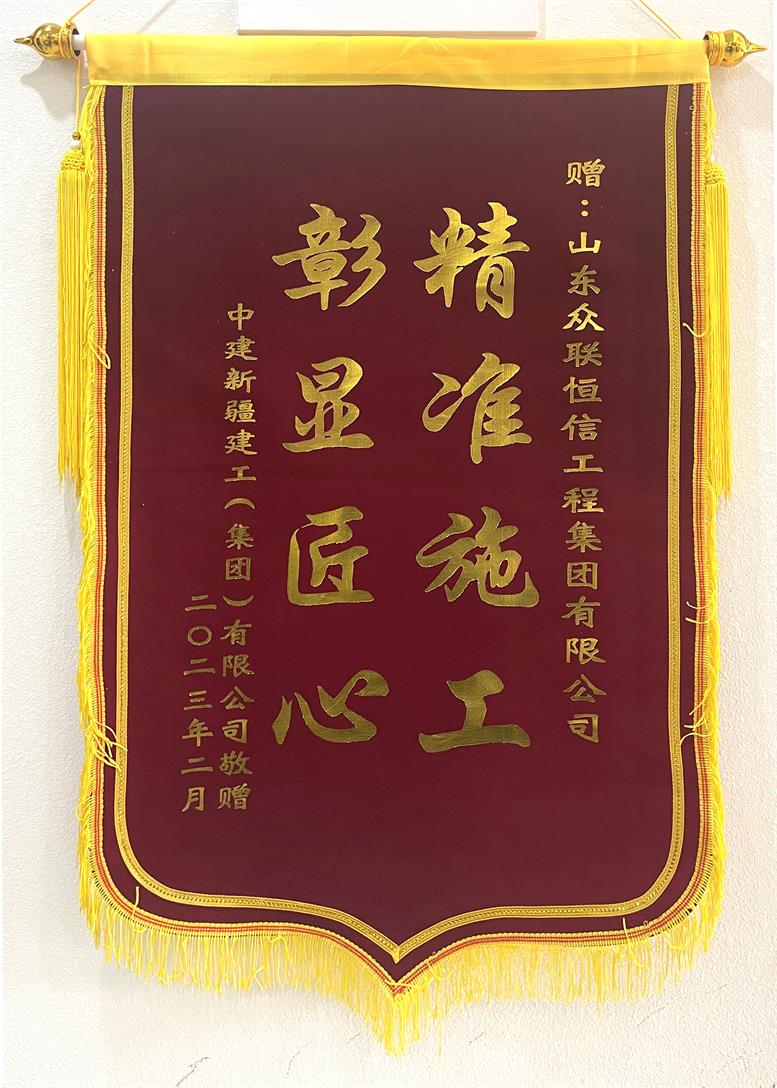 赠：山东众联恒信工程集团有限公司
精准施工
彰显匠心
中建新疆建工（集团）有限公司敬赠
二〇二三年二月